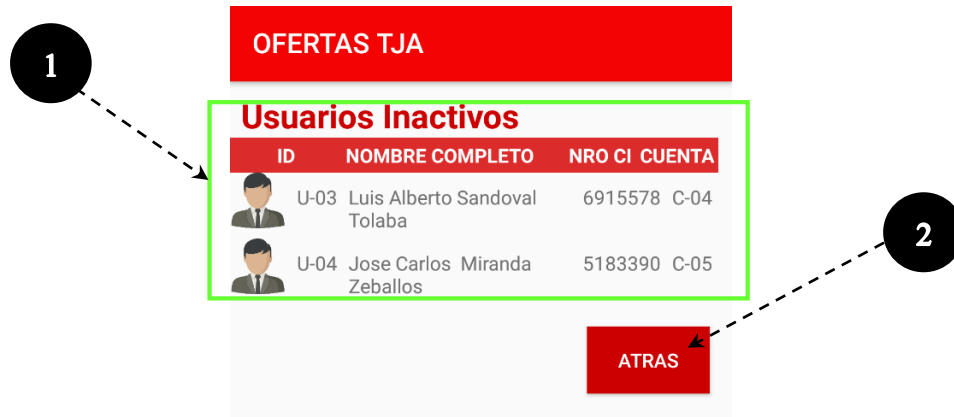 1
OFERTAS TJA
Usuarios Inactivos
ID NOMBRE COMPLETO NRO CI CUENTA
U-03 Luis Alberto Sandoval 6915578 C-04
Tolaba
U-04 Jose Carlos Miranda 5183390 C-05
Zeballos
2
ATRAS